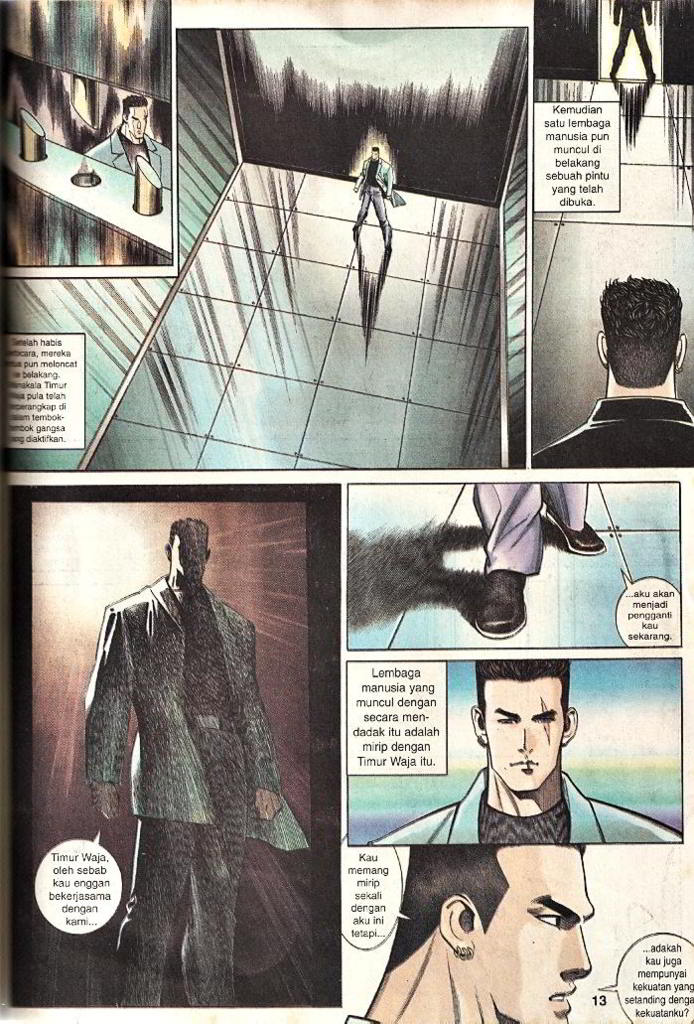 Setelah habis
mereka
pun meloncat
belakang.
Manakala Timur
Waja pula telah
terperangkap di
dalam tembok-
tembok gangsa
yang diaktifkan.
Kemudian
satu lembaga
manusia pun
muncul di
belakang
sebuah pintu
yang telah
dibuka.
Timur Waja,
oleh sebab
kau enggan
bekerjasama
dengan
kami...
...aku akan
menjadi
pengganti
kau
sekarang.
Lembaga
manusia yang
muncul dengan
secara men-
dadak itu adalah
mirip dengan
Timur Waja itu.
Kau
memang
mirip
sekali
dengan
aku ini
tetapi...
...adakah
kau juga
mempunyai
kekuatan yang
setanding denga
kekuatanku?
13